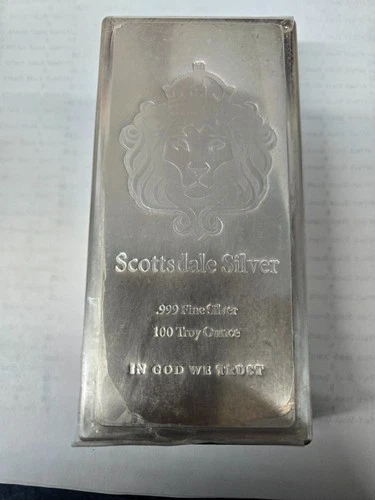 Scottsdale Silver
.999 Fine Silver
100 Troy Ounce
IN GOD WE TRUST